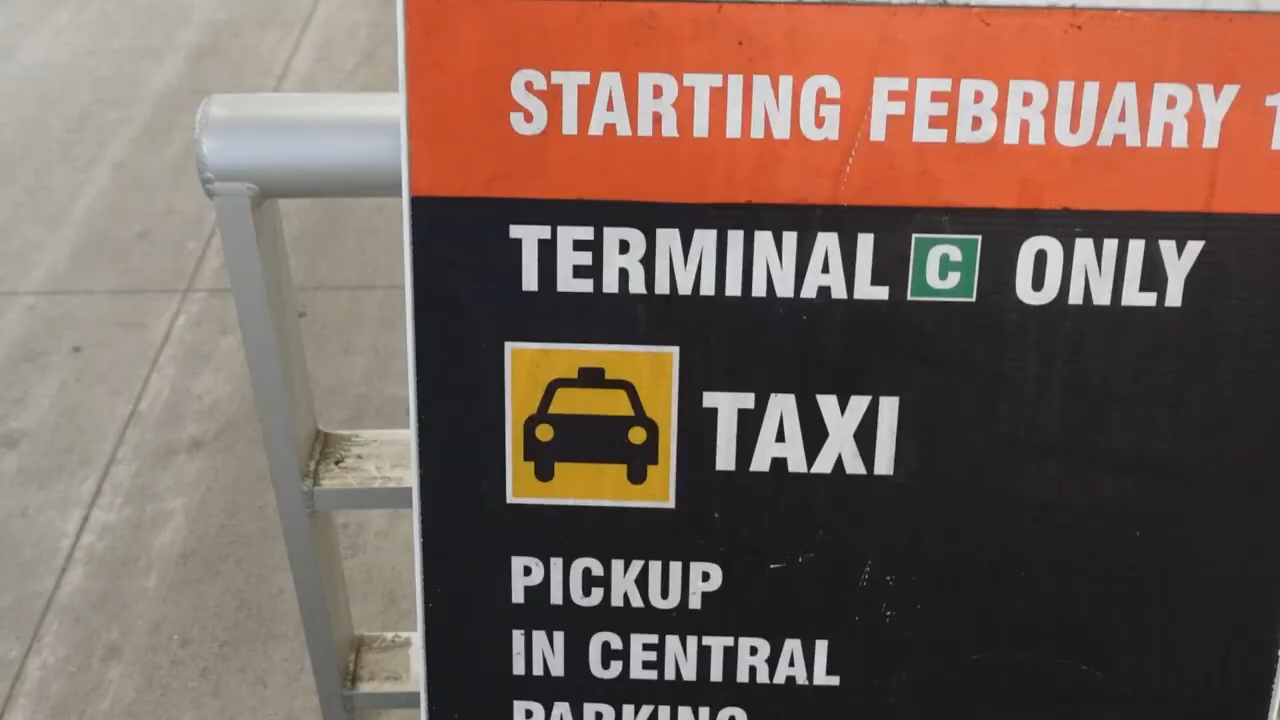 STARTING FEBRUARY 1
TERMINAL C ONLY
TAXI
PICKUP
IN CENTRAL
PARKING